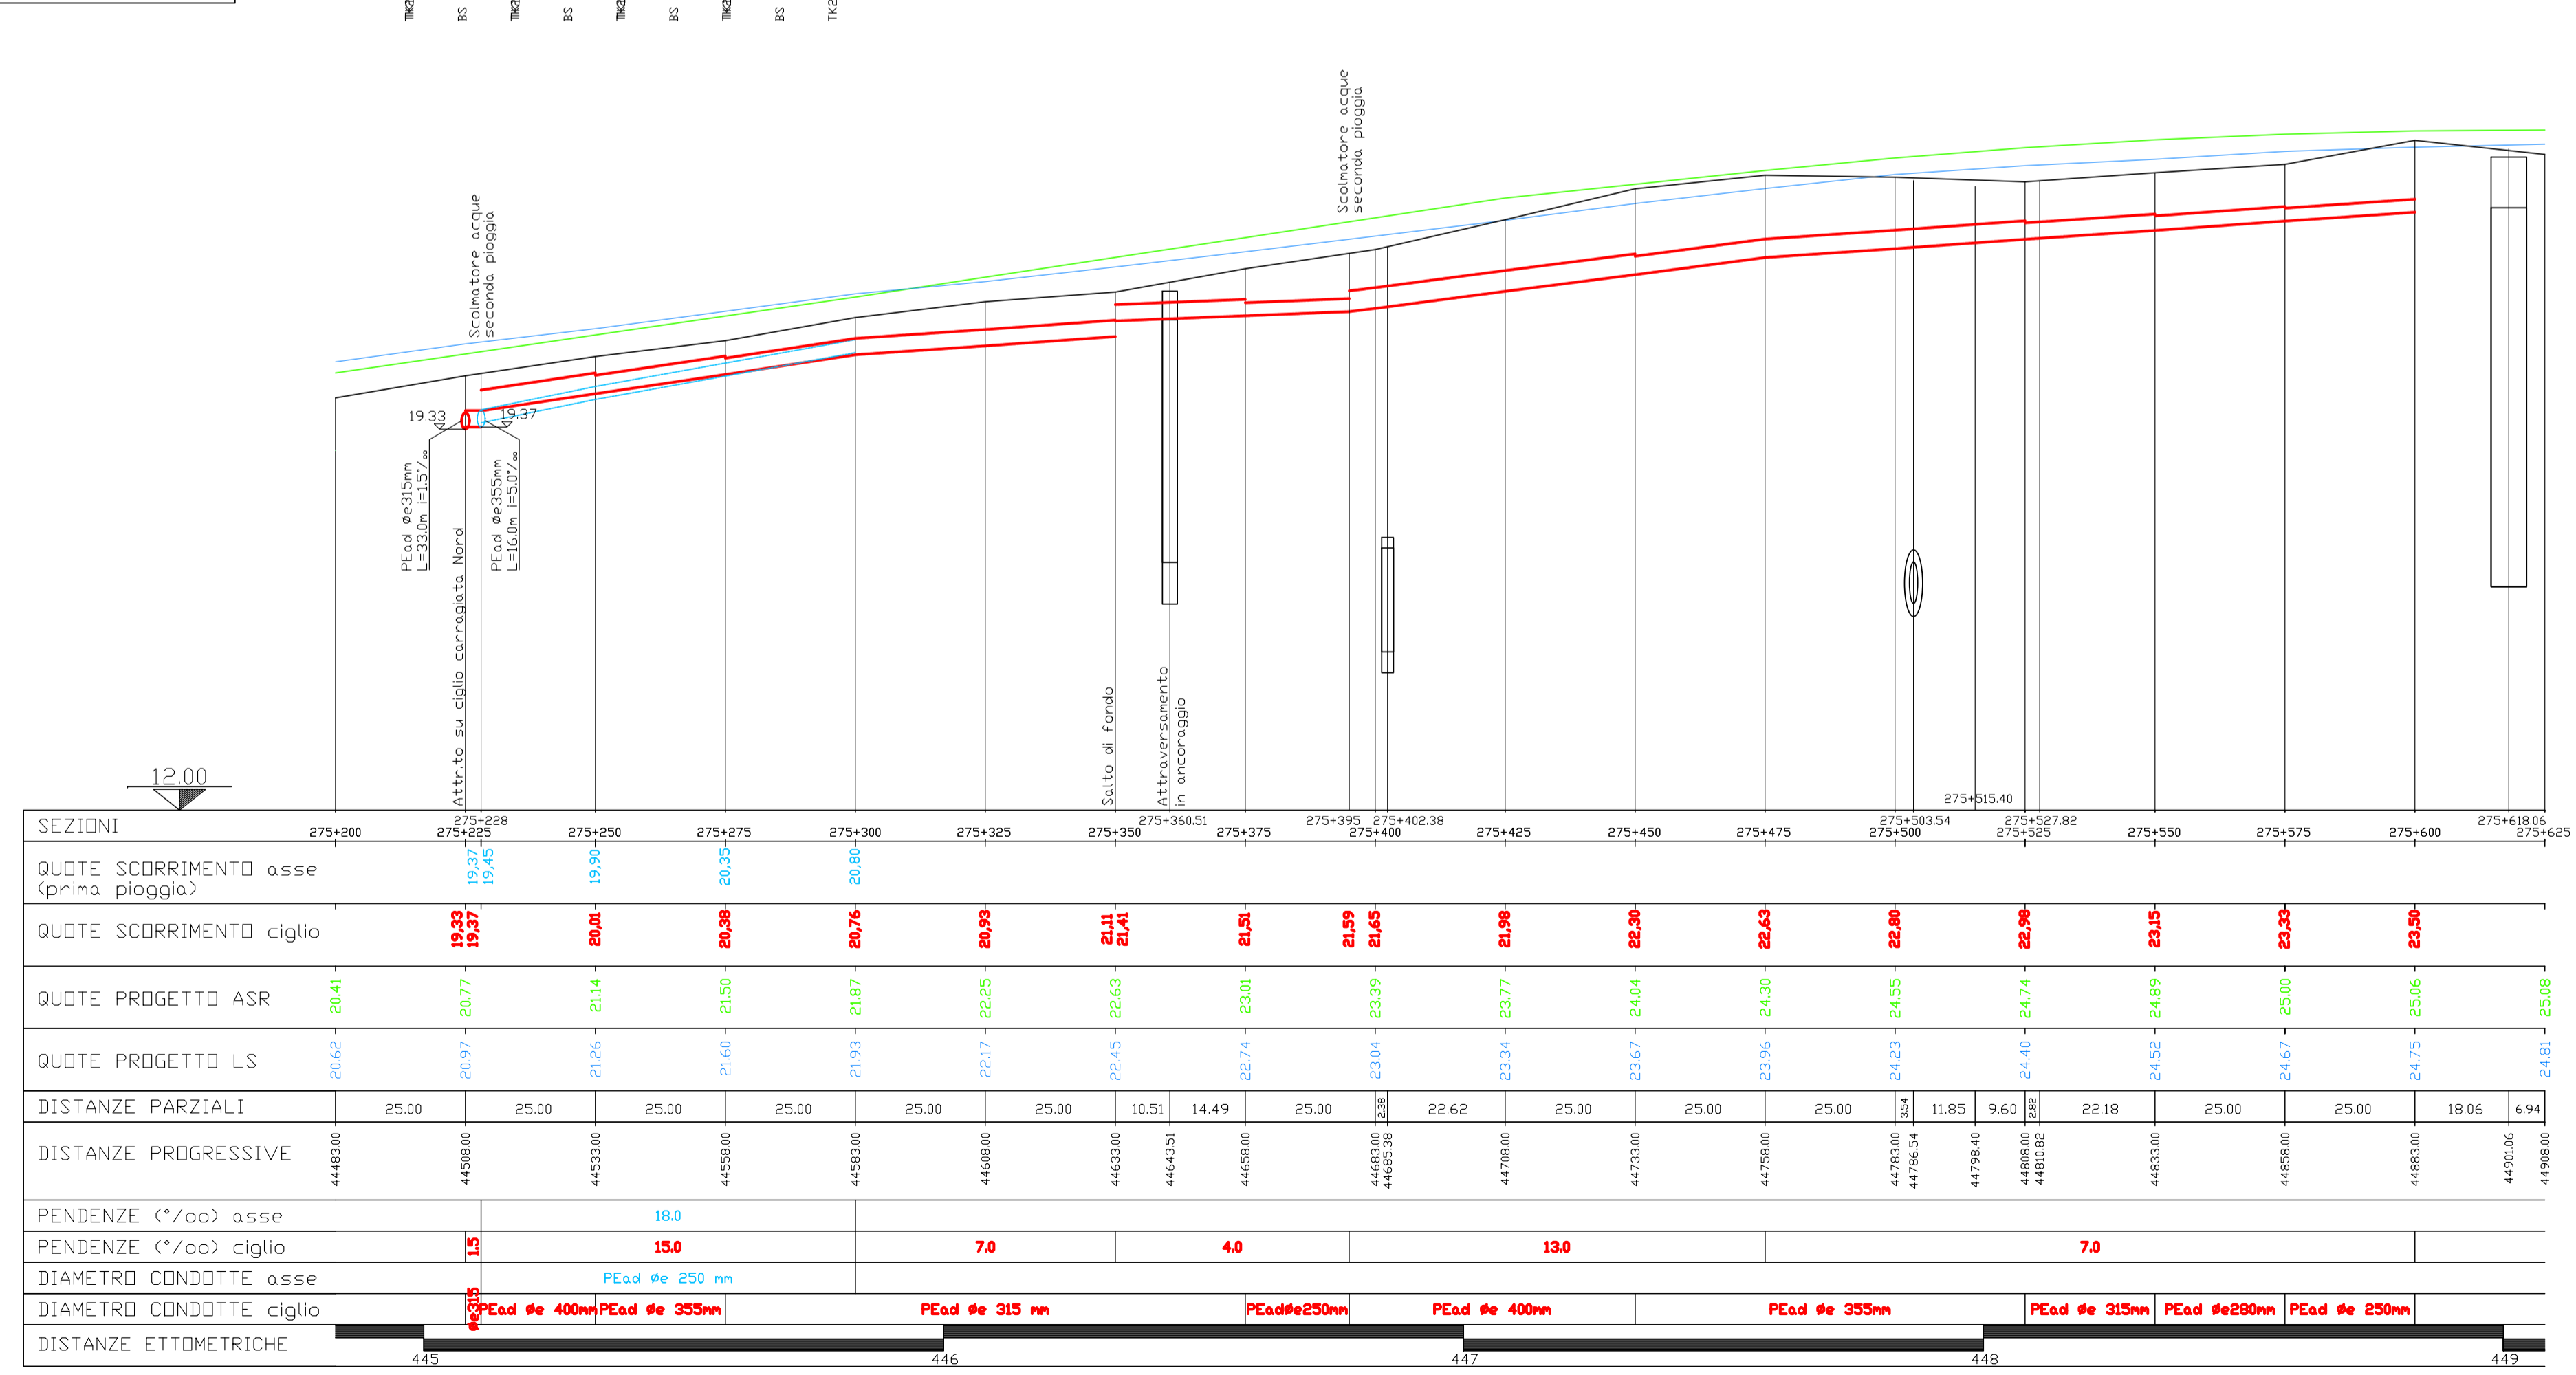 BS
BS
BS
BS
TK2
Scolmatore acque
seconda pioggia
Scolmatore acque
seconda pioggia
19.33
19.37
PEad Øe315mm
L=33.0m i=1.5°/∞
PEad Øe355mm
L=16.0m i=5.0°/∞
Attr.to su ciglio carragiata Nord
Salto di fondo
Attraversamento
in ancoraggio
12.00
275+515.40
SEZIONI
275+228 275+360.51 275+395 275+402.38 275+503.54 275+527.82 275+618.06
275+200 275+225 275+250 275+275 275+300 275+325 275+350 275+375 275+400 275+425 275+450 275+475 275+500 275+525 275+550 275+575 275+600 275+625
QUOTE SCORRIMENTO asse
(prima pioggia)
19,37 19,45 19,90 20,35 20,80
QUOTE SCORRIMENTO ciglio
19,33 19,37 20,01 20,38 20,76 20,93 21,11 21,41 21,51 21,59 21,65 21,98 22,30 22,63 22,80 22,98 23,15 23,33 23,50
QUOTE PROGETTO ASR
20.41 20.77 21.14 21.50 21.87 22.25 22.63 23.01 23.39 23.77 24.04 24.30 24.55 24.74 24.89 25.00 25.06 25.08
QUOTE PROGETTO LS
20.62 20.97 21.26 21.60 21.93 22.17 22.45 22.74 23.04 23.34 23.67 23.96 24.23 24.40 24.52 24.67 24.75 24.81
DISTANZE PARZIALI
25.00 25.00 25.00 25.00 25.00 25.00 10.51 14.49 25.00 2.38 22.62 25.00 25.00 25.00 3.54 11.85 9.60 2.82 22.18 25.00 25.00 18.06 6.94
DISTANZE PROGRESSIVE
44483.00 44508.00 44533.00 44558.00 44583.00 44608.00 44633.00 44643.51 44658.00 44683.00 44685.38 44708.00 44733.00 44758.00 44783.00 44786.54 44798.40 44808.00 44810.82 44833.00 44858.00 44883.00 44901.06 44908.00
PENDENZE (°/oo) asse
18.0
PENDENZE (°/oo) ciglio
1.5 15.0 7.0 4.0 13.0 7.0
DIAMETRO CONDOTTE asse
PEad Øe 250 mm
DIAMETRO CONDOTTE ciglio
Øe315 PEad Øe 400mm PEad Øe 355mm PEad Øe 315 mm PEadØe250mm PEad Øe 400mm PEad Øe 355mm PEad Øe 315mm PEad Øe280mm PEad Øe 250mm
DISTANZE ETTOMETRICHE
445 446 447 448 449